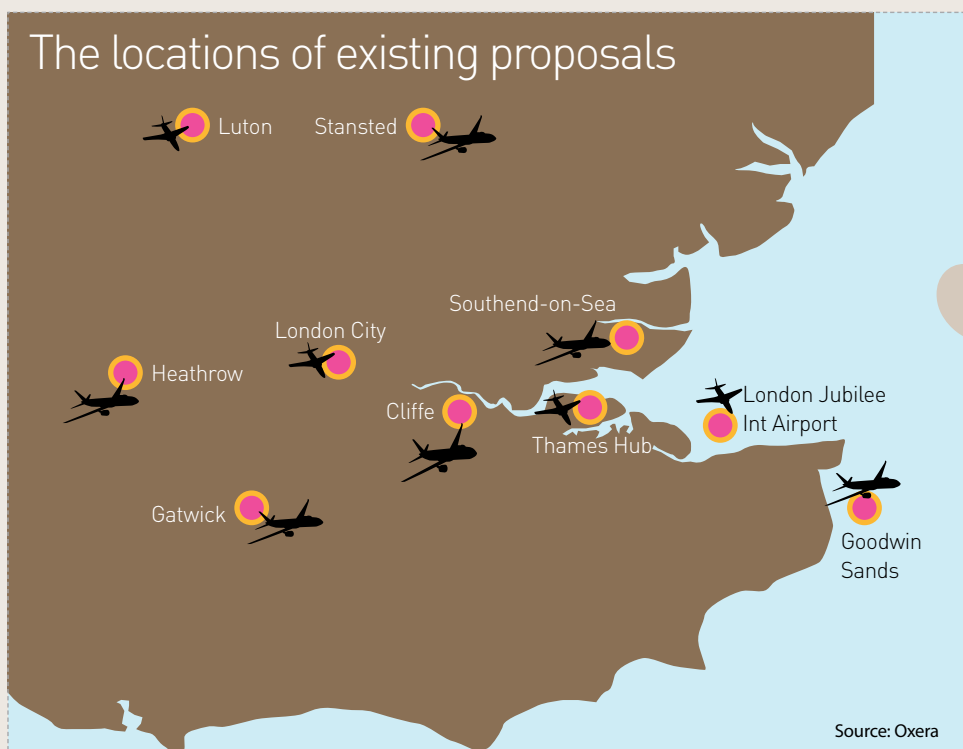 The locations of existing proposals
Luton
Stansted
Southend-on-Sea
London City
Heathrow
London Jubilee
Int Airport
Cliffe
Thames Hub
Gatwick
Goodwin
Sands
Source: Oxera